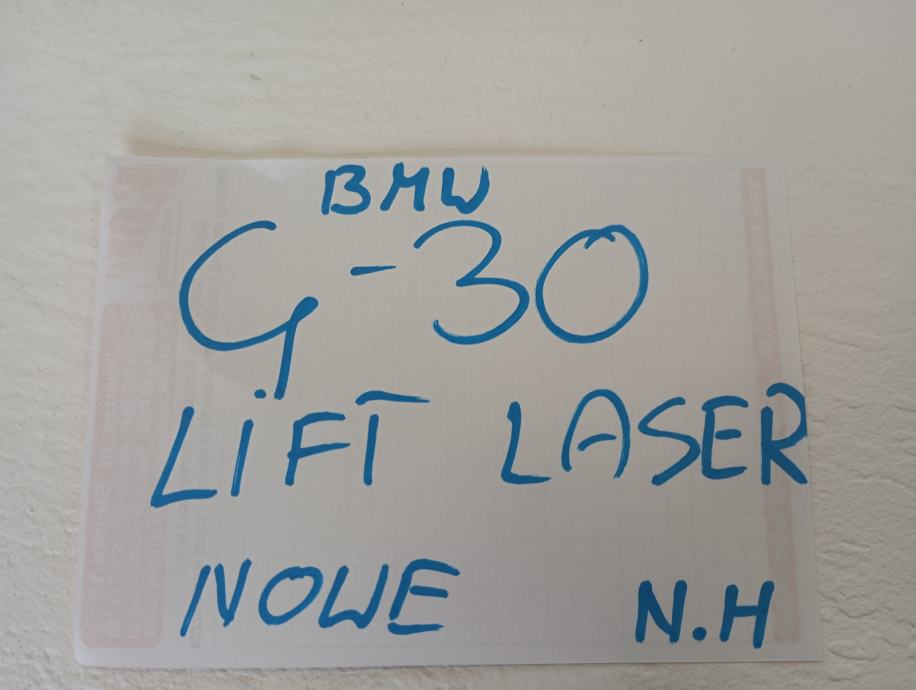 BMW
G-30
LiFT LASER
NOWE N.H